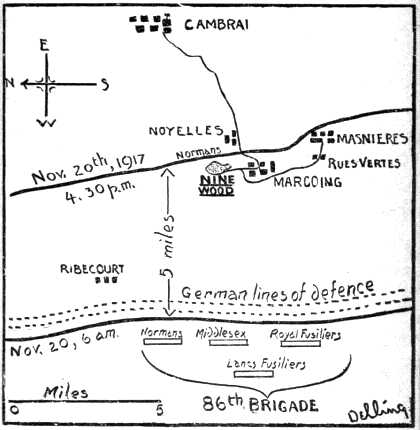 CAMBRAI
E
N
S
W
NOYELLES
Normans
MASNIERES
RUES VERTES
NINE
WOOD
MARCOING
Nov. 20th, 1917
4.30 p.m.
5 miles
RIBECOURT
German lines of defence
Nov. 20, 6 am.
Normans
Middlesex
Royal Fusiliers
Lancs Fusiliers
Miles
0
5
86th BRIGADE